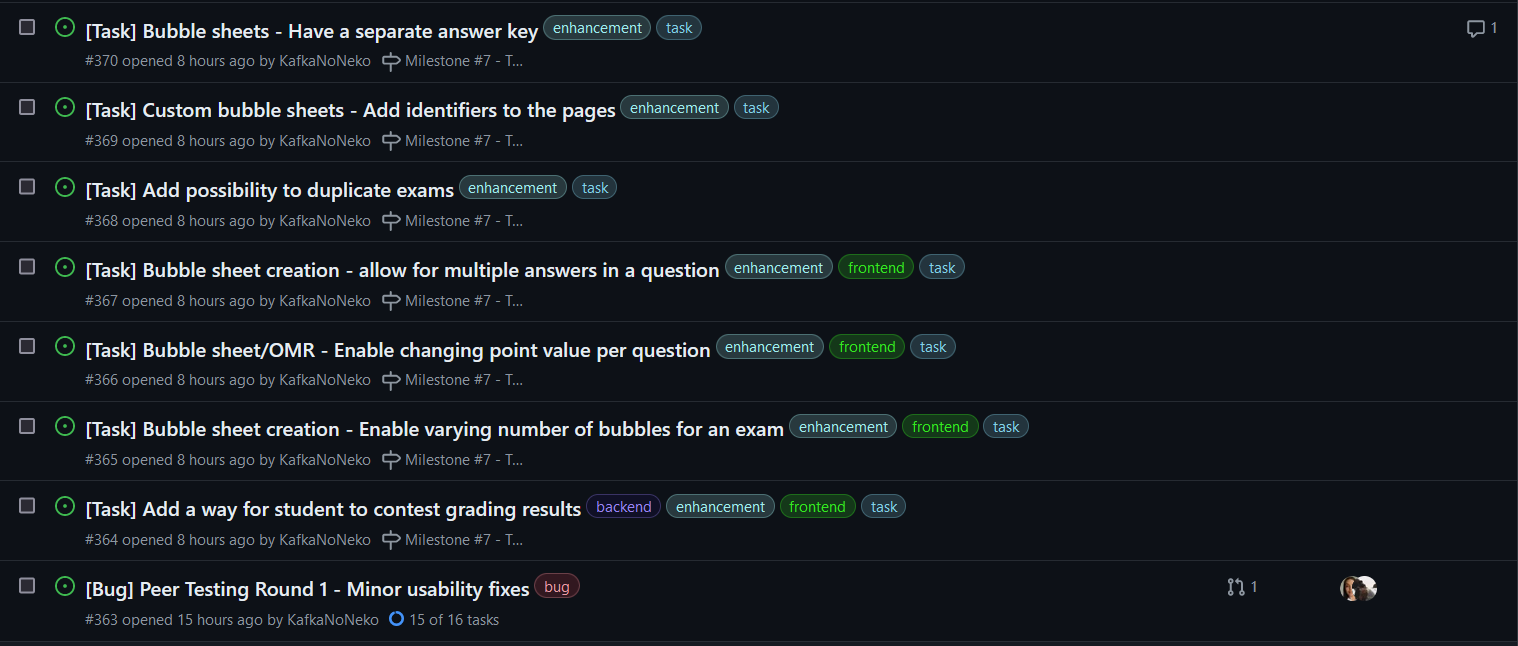 [Task] Bubble sheets - Have a separate answer key enhancement task 1
#370 opened 8 hours ago by KafkaNoNeko Milestone #7 - T...
[Task] Custom bubble sheets - Add identifiers to the pages enhancement task
#369 opened 8 hours ago by KafkaNoNeko Milestone #7 - T...
[Task] Add possibility to duplicate exams enhancement task
#368 opened 8 hours ago by KafkaNoNeko Milestone #7 - T...
[Task] Bubble sheet creation - allow for multiple answers in a question enhancement frontend task
#367 opened 8 hours ago by KafkaNoNeko Milestone #7 - T...
[Task] Bubble sheet/OMR - Enable changing point value per question enhancement frontend task
#366 opened 8 hours ago by KafkaNoNeko Milestone #7 - T...
[Task] Bubble sheet creation - Enable varying number of bubbles for an exam enhancement frontend task
#365 opened 8 hours ago by KafkaNoNeko Milestone #7 - T...
[Task] Add a way for student to contest grading results backend enhancement frontend task
#364 opened 8 hours ago by KafkaNoNeko Milestone #7 - T...
[Bug] Peer Testing Round 1 - Minor usability fixes bug 1
#363 opened 15 hours ago by KafkaNoNeko 15 of 16 tasks